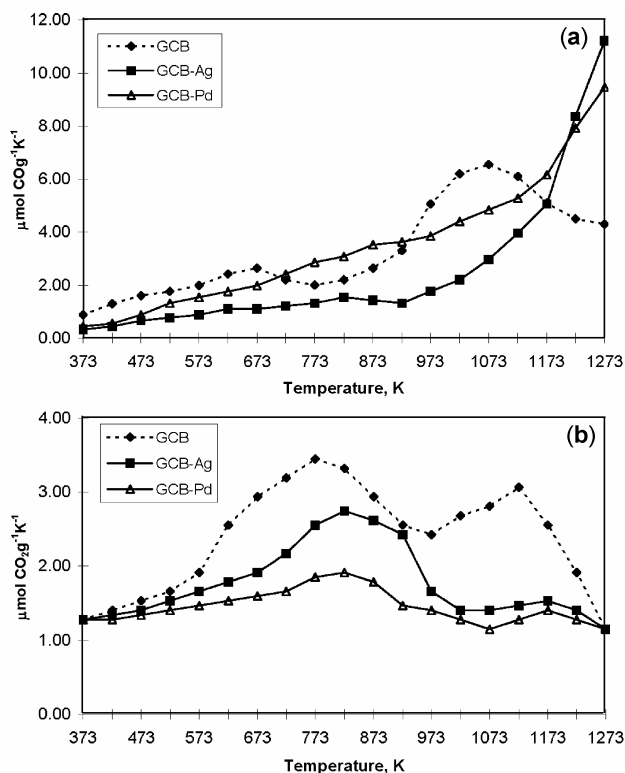 12.00
10.00
8.00
6.00
4.00
2.00
0.00
μmol COg⁻¹K⁻¹
GCB
GCB-Ag
GCB-Pd
(a)
373 473 573 673 773 873 973 1073 1173 1273
Temperature, K
4.00
3.00
2.00
1.00
0.00
μmol CO₂g⁻¹K⁻¹
GCB
GCB-Ag
GCB-Pd
(b)
373 473 573 673 773 873 973 1073 1173 1273
Temperature, K